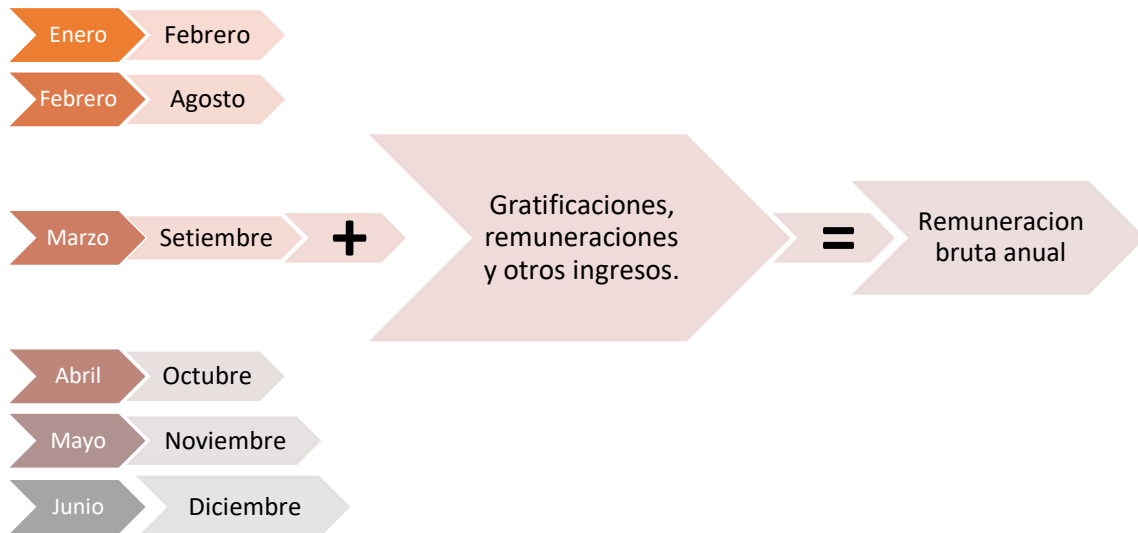 Enero
Febrero
Febrero
Agosto
Marzo
Setiembre
+
Gratificaciones,
remuneraciones
y otros ingresos.
=
Remuneracion
bruta anual
Abril
Octubre
Mayo
Noviembre
Junio
Diciembre